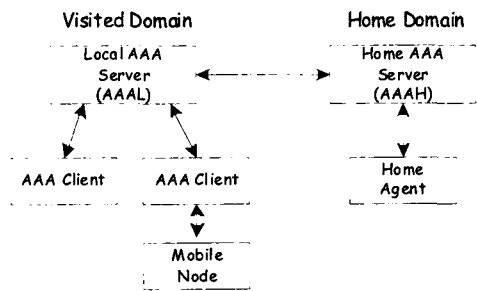 Visited Domain
Home Domain
Local AAA
Server
(AAAL)
Home AAA
Server
(AAAH)
AAA Client
AAA Client
Home
Agent
Mobile
Node